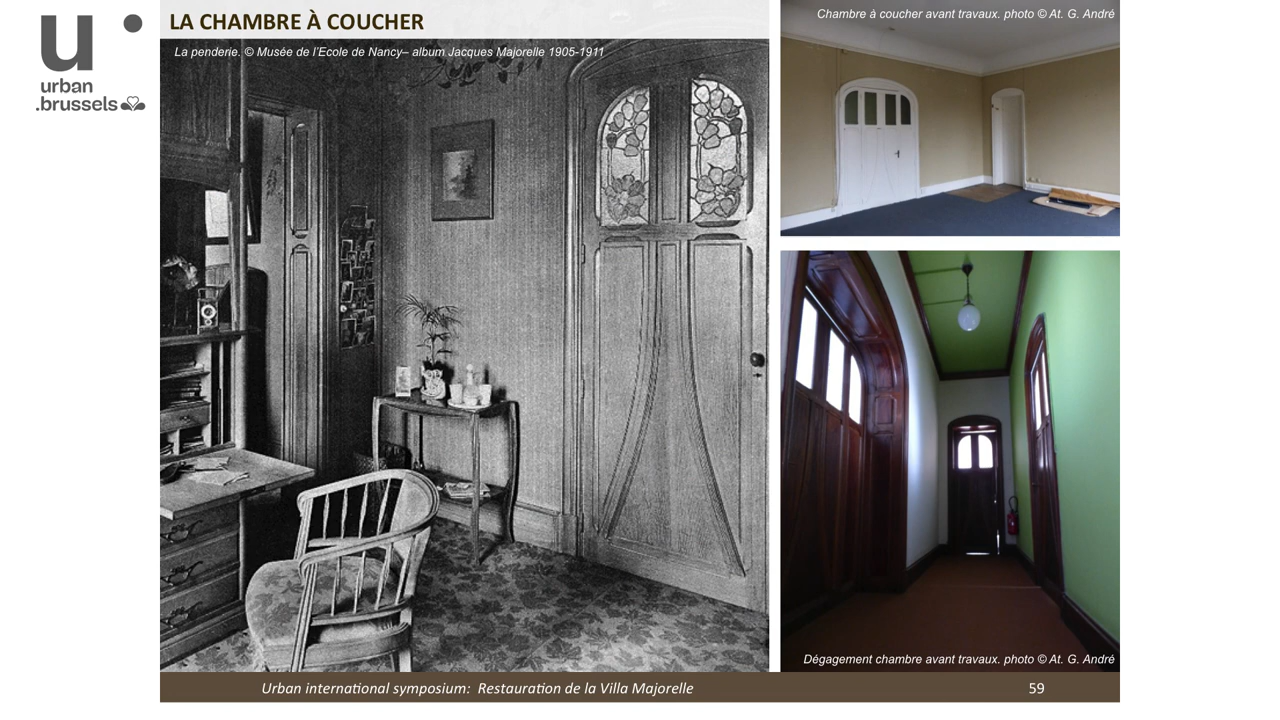 u
urban
.brussels
LA CHAMBRE À COUCHER
La penderie. © Musée de l'Ecole de Nancy– album Jacques Majorelle 1905-1911
Chambre à coucher avant travaux. photo © At. G. André
Dégagement chambre avant travaux. photo © At. G. André
Urban international symposium: Restauration de la Villa Majorelle
59